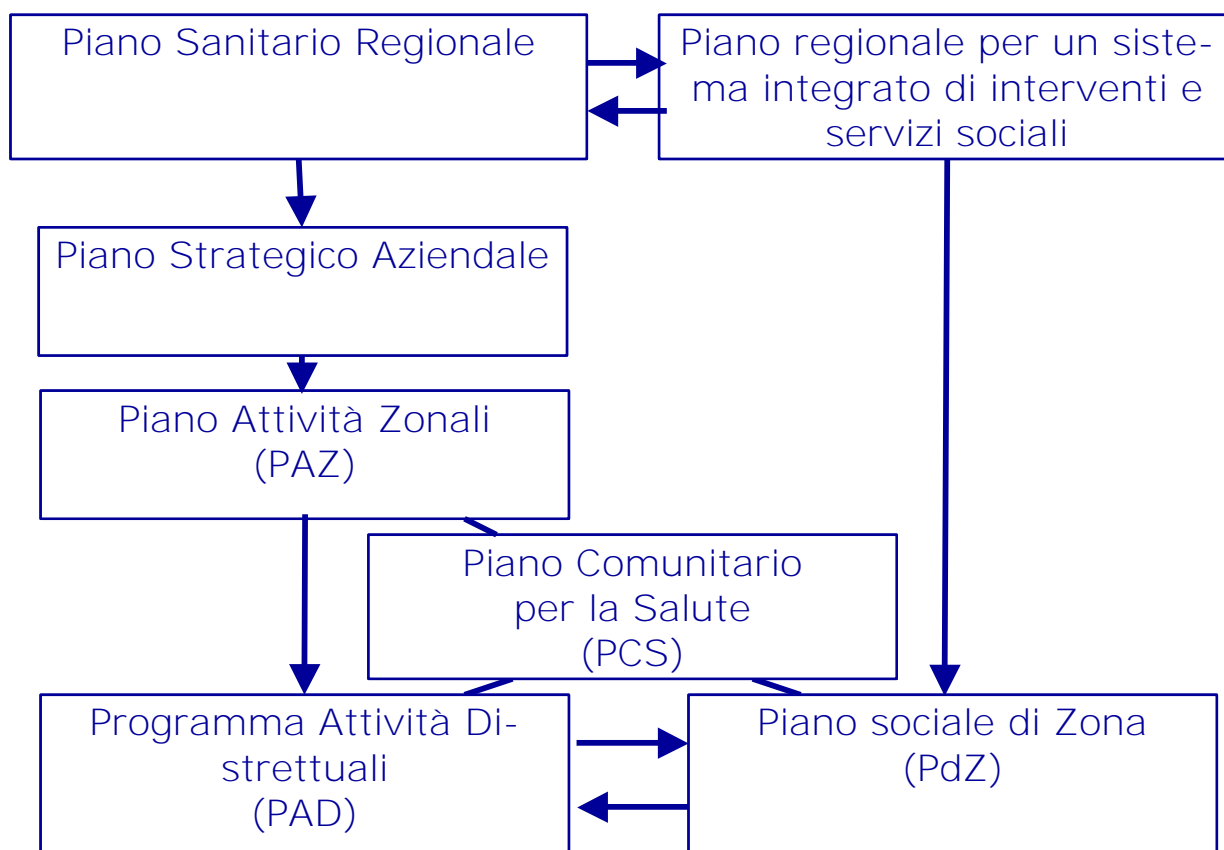 Piano Sanitario Regionale
Piano regionale per un siste-
ma integrato di interventi e
servizi sociali
Piano Strategico Aziendale
Piano Attività Zonali
(PAZ)
Piano Comunitario
per la Salute
(PCS)
Programma Attività Di-
strettuali
(PAD)
Piano sociale di Zona
(PdZ)